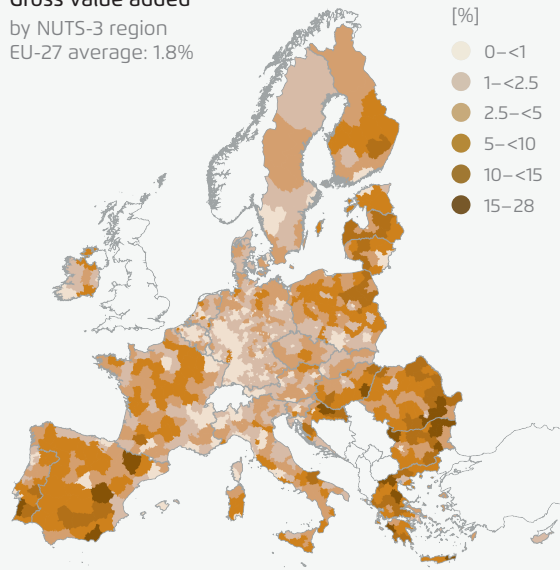 Gross value added
by NUTS-3 region
EU-27 average: 1.8%
[%]
0–<1
1–<2.5
2.5–<5
5–<10
10–<15
15–28